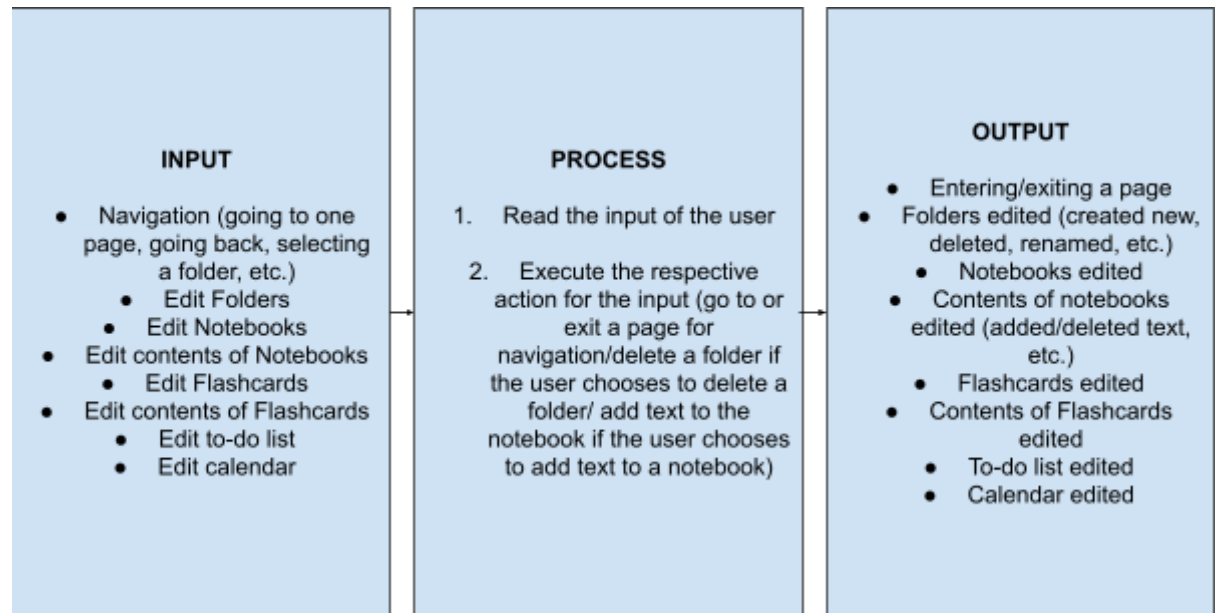 INPUT
● Navigation (going to one
page, going back, selecting
a folder, etc.)
● Edit Folders
● Edit Notebooks
● Edit contents of Notebooks
● Edit Flashcards
● Edit contents of Flashcards
● Edit to-do list
● Edit calendar
PROCESS
1. Read the input of the user
2. Execute the respective
action for the input (go to or
exit a page for
navigation/delete a folder if
the user chooses to delete a
folder/ add text to the
notebook if the user chooses
to add text to a notebook)
OUTPUT
● Entering/exiting a page
● Folders edited (created new,
deleted, renamed, etc.)
● Notebooks edited
● Contents of notebooks
edited (added/deleted text,
etc.)
● Flashcards edited
● Contents of Flashcards
edited
● To-do list edited
● Calendar edited